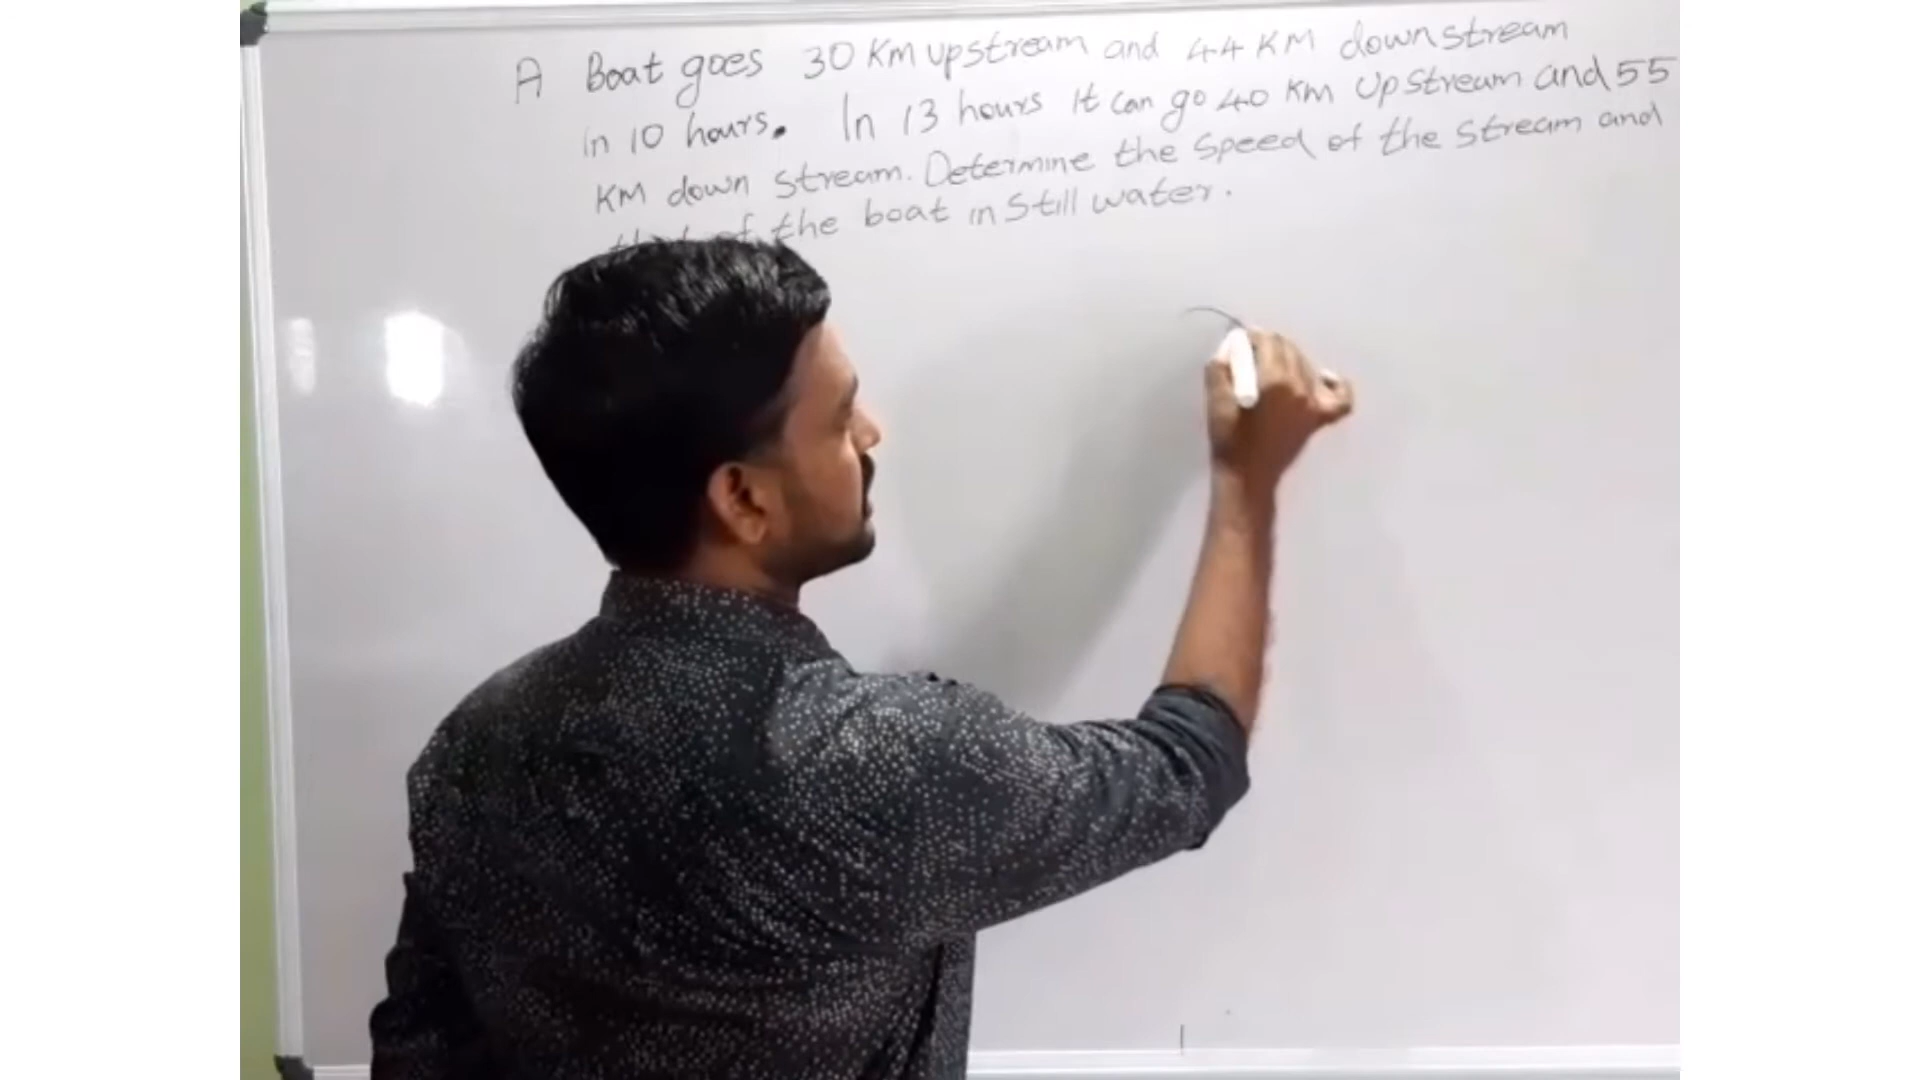 A Boat goes 30 KM upstream and 44 KM downstream
in 10 hours. In 13 hours It can go 40 KM Upstream and 55
KM down stream. Determine the Speed of the stream and
of the boat in Still water.